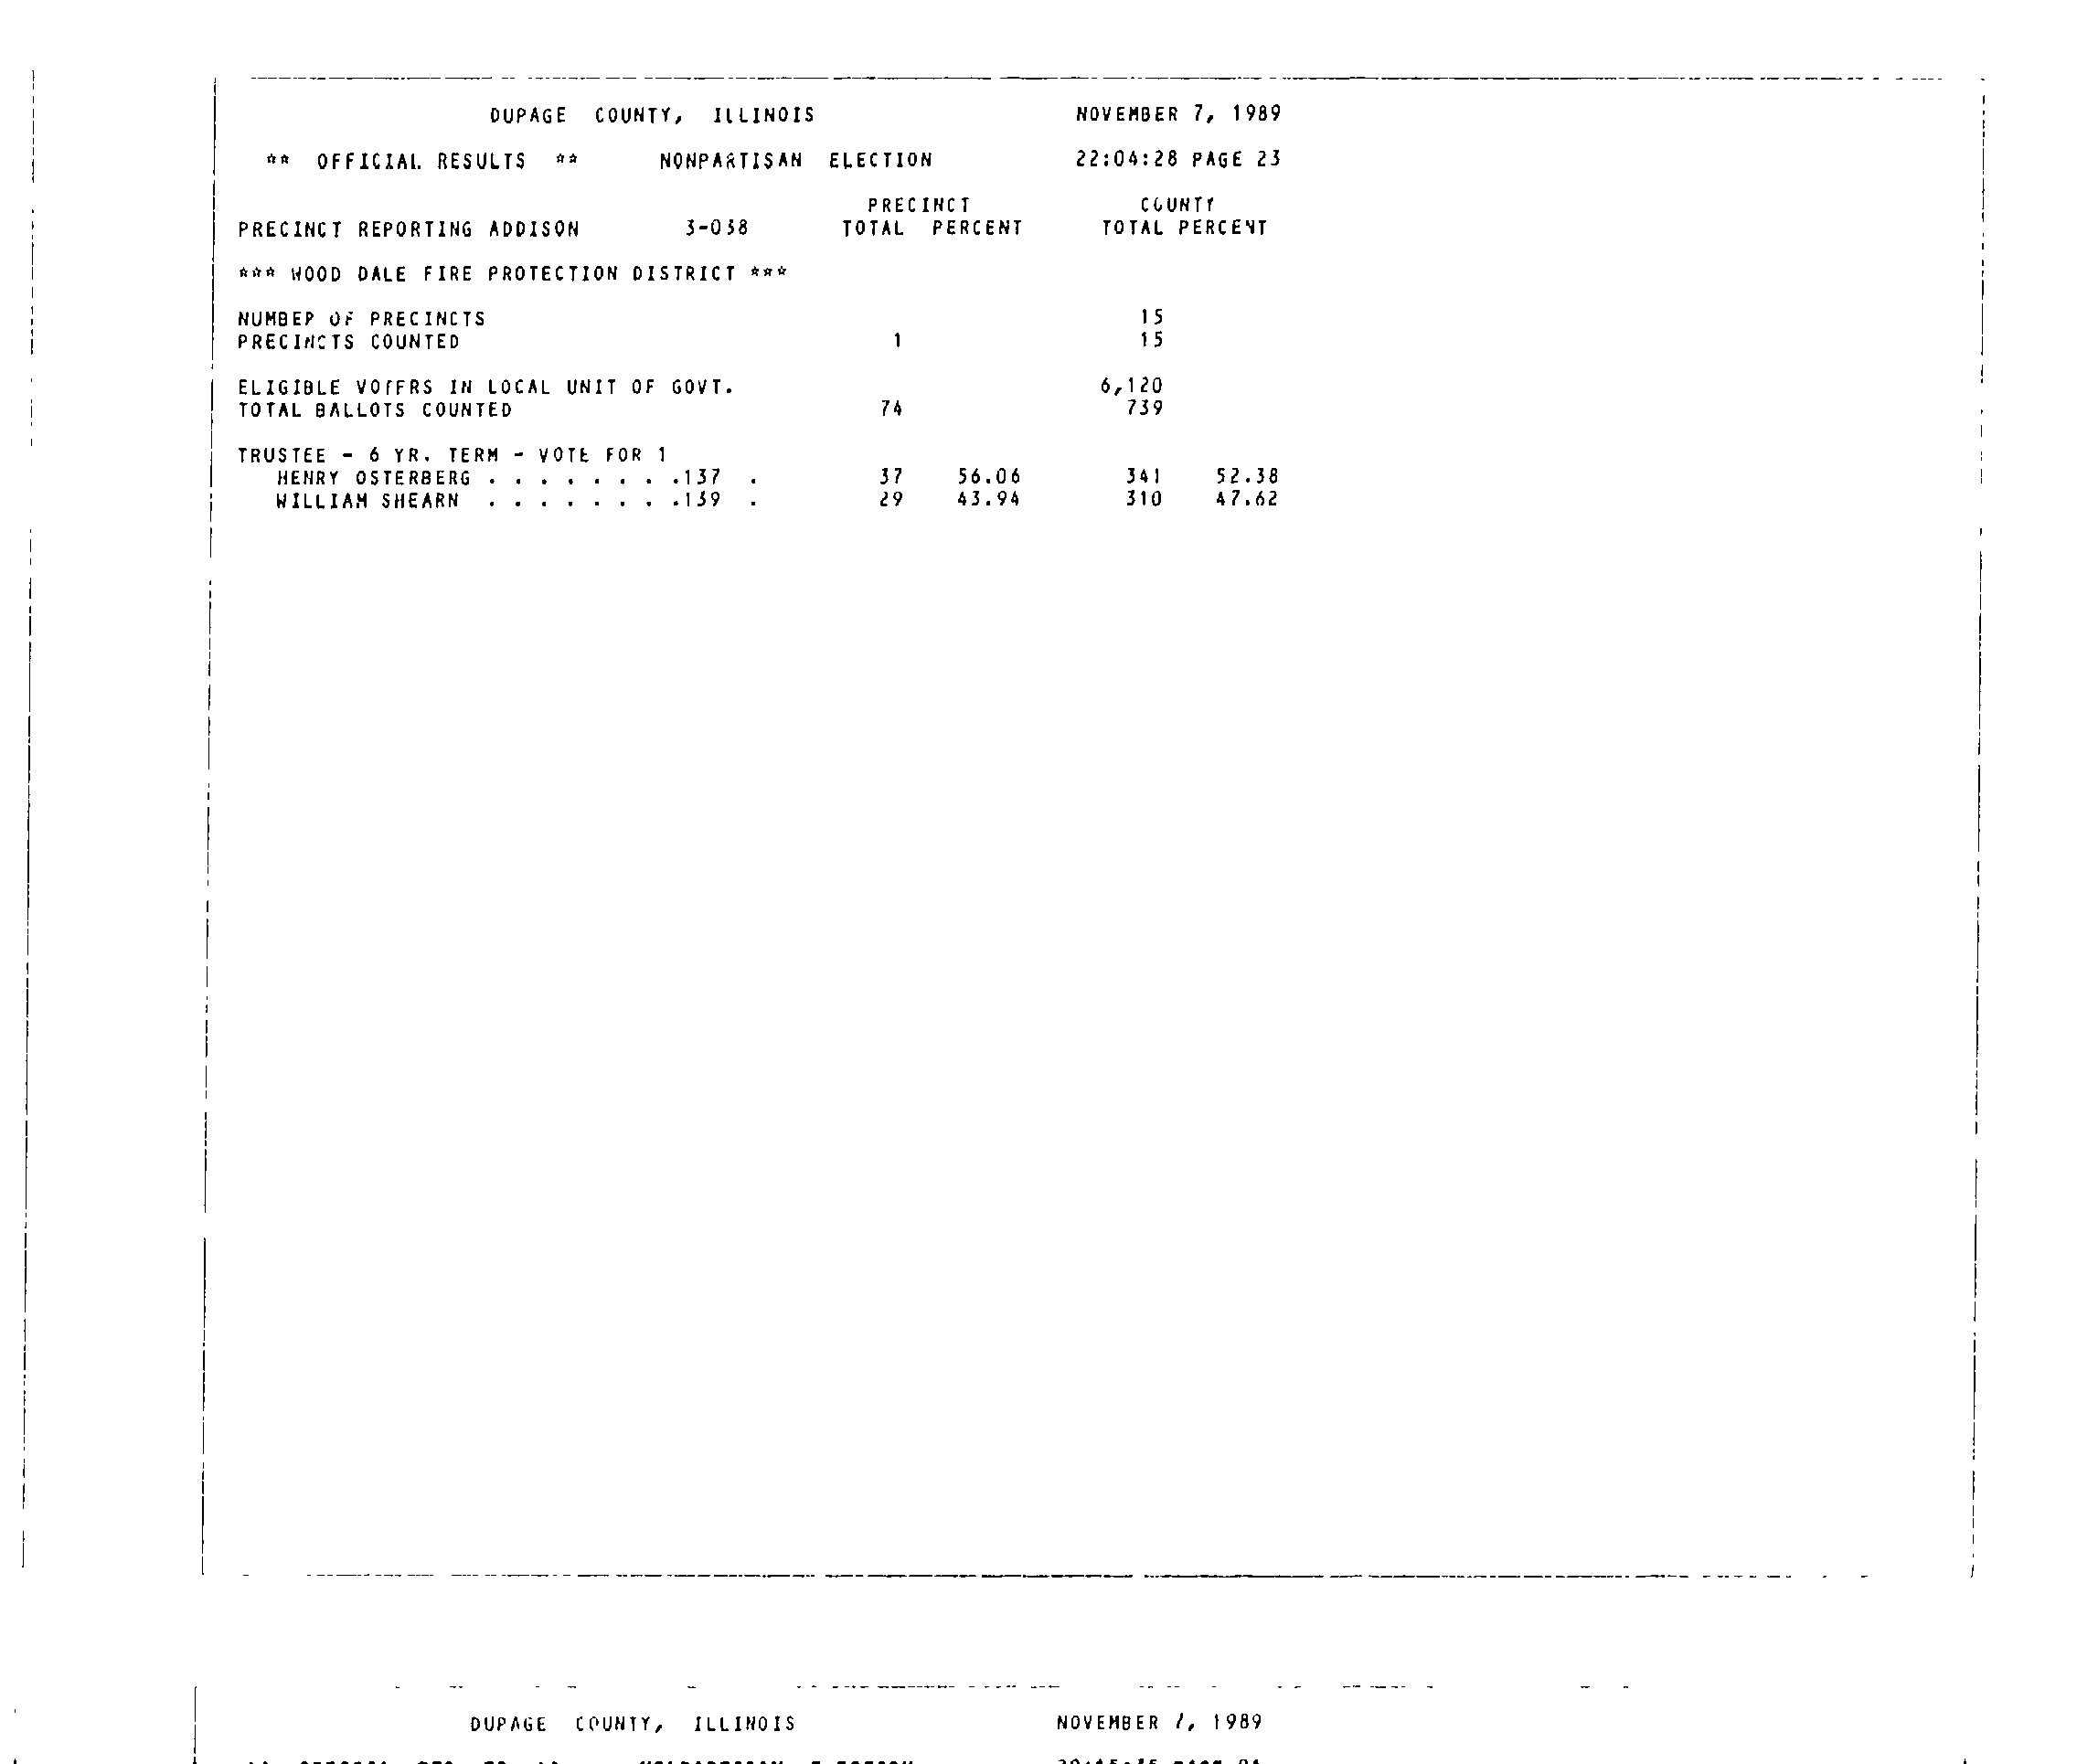 DUPAGE COUNTY, ILLINOIS NOVEMBER 7, 1989
** OFFICIAL RESULTS ** NONPARTISAN ELECTION 22:04:28 PAGE 23
PRECINCT COUNTY
PRECINCT REPORTING ADDISON 3-038 TOTAL PERCENT TOTAL PERCENT
*** WOOD DALE FIRE PROTECTION DISTRICT ***
NUMBER OF PRECINCTS 15
PRECINCTS COUNTED 1 15
ELIGIBLE VOTERS IN LOCAL UNIT OF GOVT. 6,120
TOTAL BALLOTS COUNTED 74 739
TRUSTEE - 6 YR. TERM - VOTE FOR 1
HENRY OSTERBERG . . . . . . . .137 . 37 56.06 341 52.38
WILLIAM SHEARN . . . . . . . .139 . 29 43.94 310 47.62
DUPAGE COUNTY, ILLINOIS NOVEMBER 7, 1989